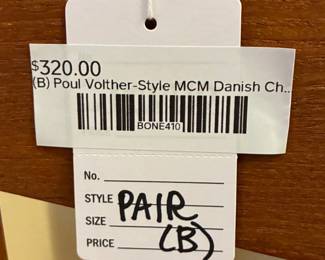 $320.00
(B) Poul Volther-Style MCM Danish Ch...
BONE410
No.
STYLE PAIR
SIZE
PRICE (B)